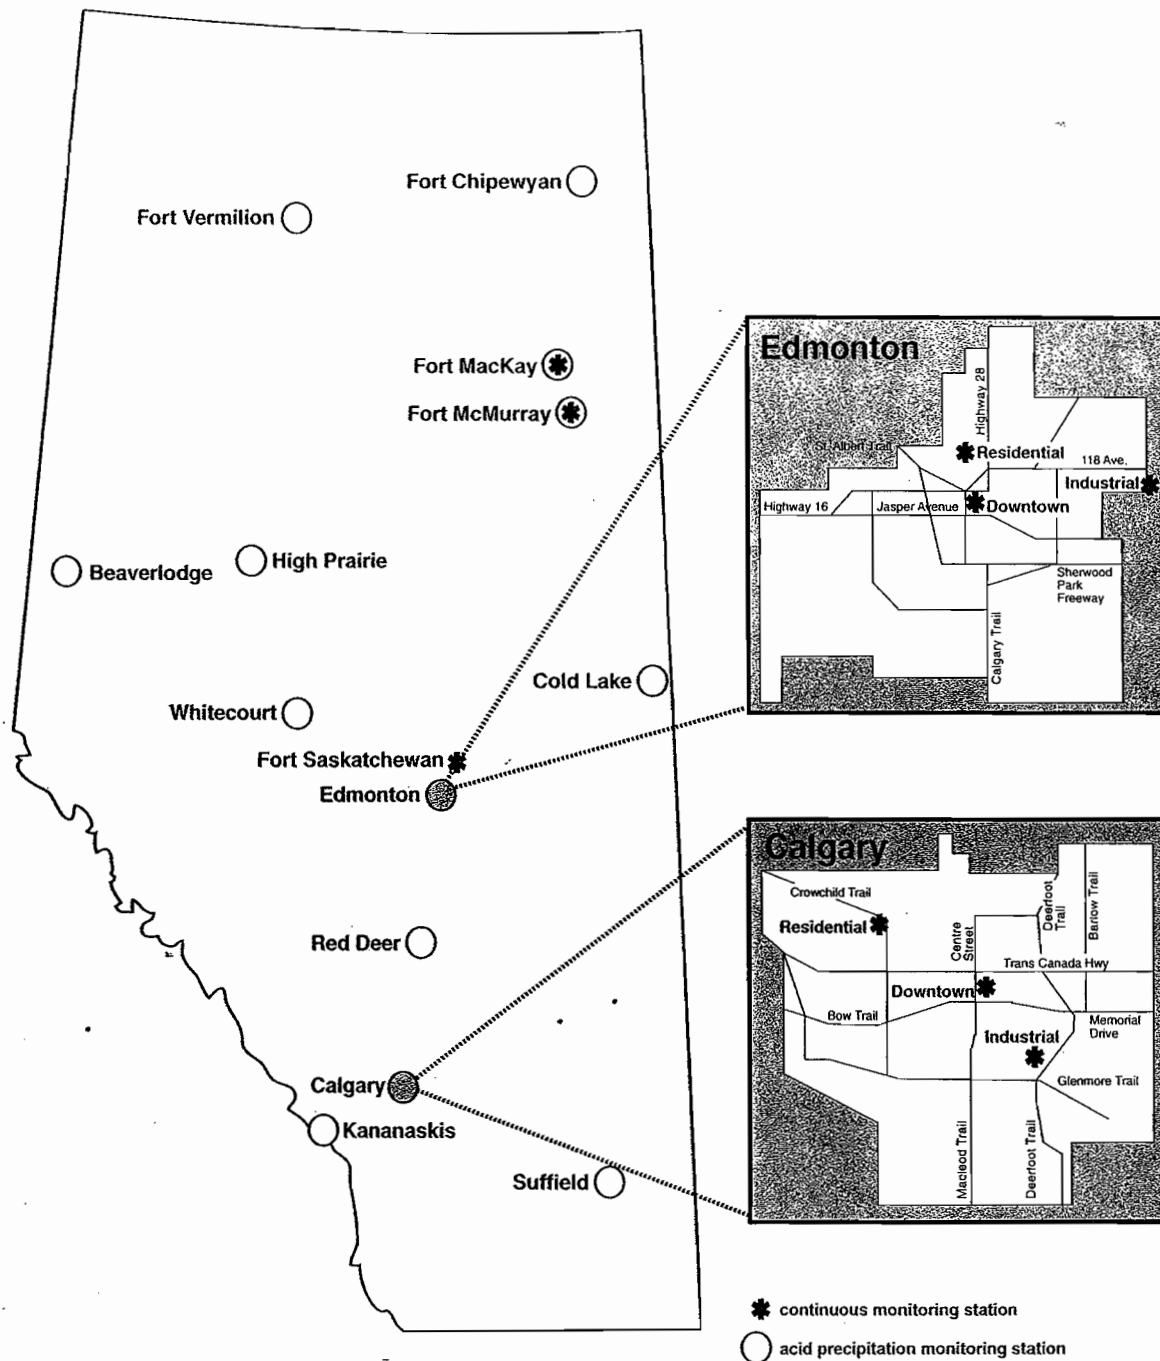 Fort Chipewyan
Fort Vermilion
Fort MacKay
Fort McMurray
High Prairie
Beaverlodge
Cold Lake
Whitecourt
Fort Saskatchewan
Edmonton
Red Deer
Calgary
Kananaskis
Suffield
Edmonton
Highway 28
St. Albert Trail
Residential
118 Ave.
Industrial
Highway 16
Jasper Avenue
Downtown
Sherwood
Park
Freeway
Calgary Trail
Calgary
Crowchild Trail
Residential
Centre
Street
Deerfoot
Trail
Barlow Trail
Trans Canada Hwy
Downtown
Bow Trail
Memorial
Drive
Industrial
Glenmore Trail
Macleod Trail
Deerfoot Trail
continuous monitoring station
acid precipitation monitoring station